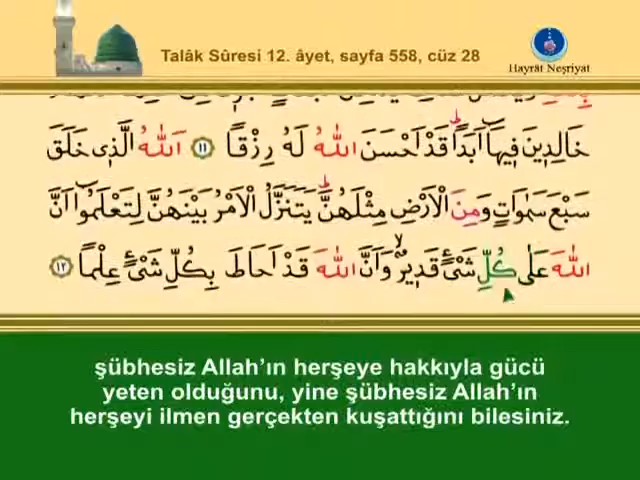 Talâk Sûresi 12. âyet, sayfa 558, cüz 28
Hayrât Neşriyat
خَالِدِينَ فِيهَٓا اَبَدًاۜ قَدْ اَحْسَنَ اللّٰهُ لَهُ رِزْقًا ﴿١١﴾ اَللّٰهُ الَّذٖى خَلَقَ
سَبْعَ سَمٰوَاتٍ وَمِنَ الْاَرْضِ مِثْلَهُنَّۜ يَتَنَزَّلُ الْاَمْرُ بَيْنَهُنَّ لِتَعْلَمُٓوا اَنَّ
اللّٰهَ عَلٰى كُلِّ شَىْءٍ قَدٖيرٌۙ وَاَنَّ اللّٰهَ قَدْ اَحَاطَ بِكُلِّ شَىْءٍ عِلْمًا ﴿١٢﴾
şübhesiz Allah’ın herşeye hakkıyla gücü
yeten olduğunu, yine şübhesiz Allah’ın
herşeyi ilmen gerçekten kuşattığını bilesiniz.